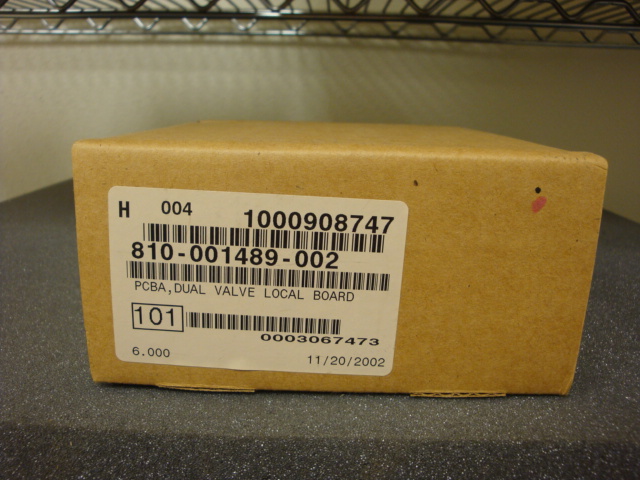 H 004 1000908747
810-001489-002
PCBA,DUAL VALVE LOCAL BOARD
101
0003067473
6.000 11/20/2002